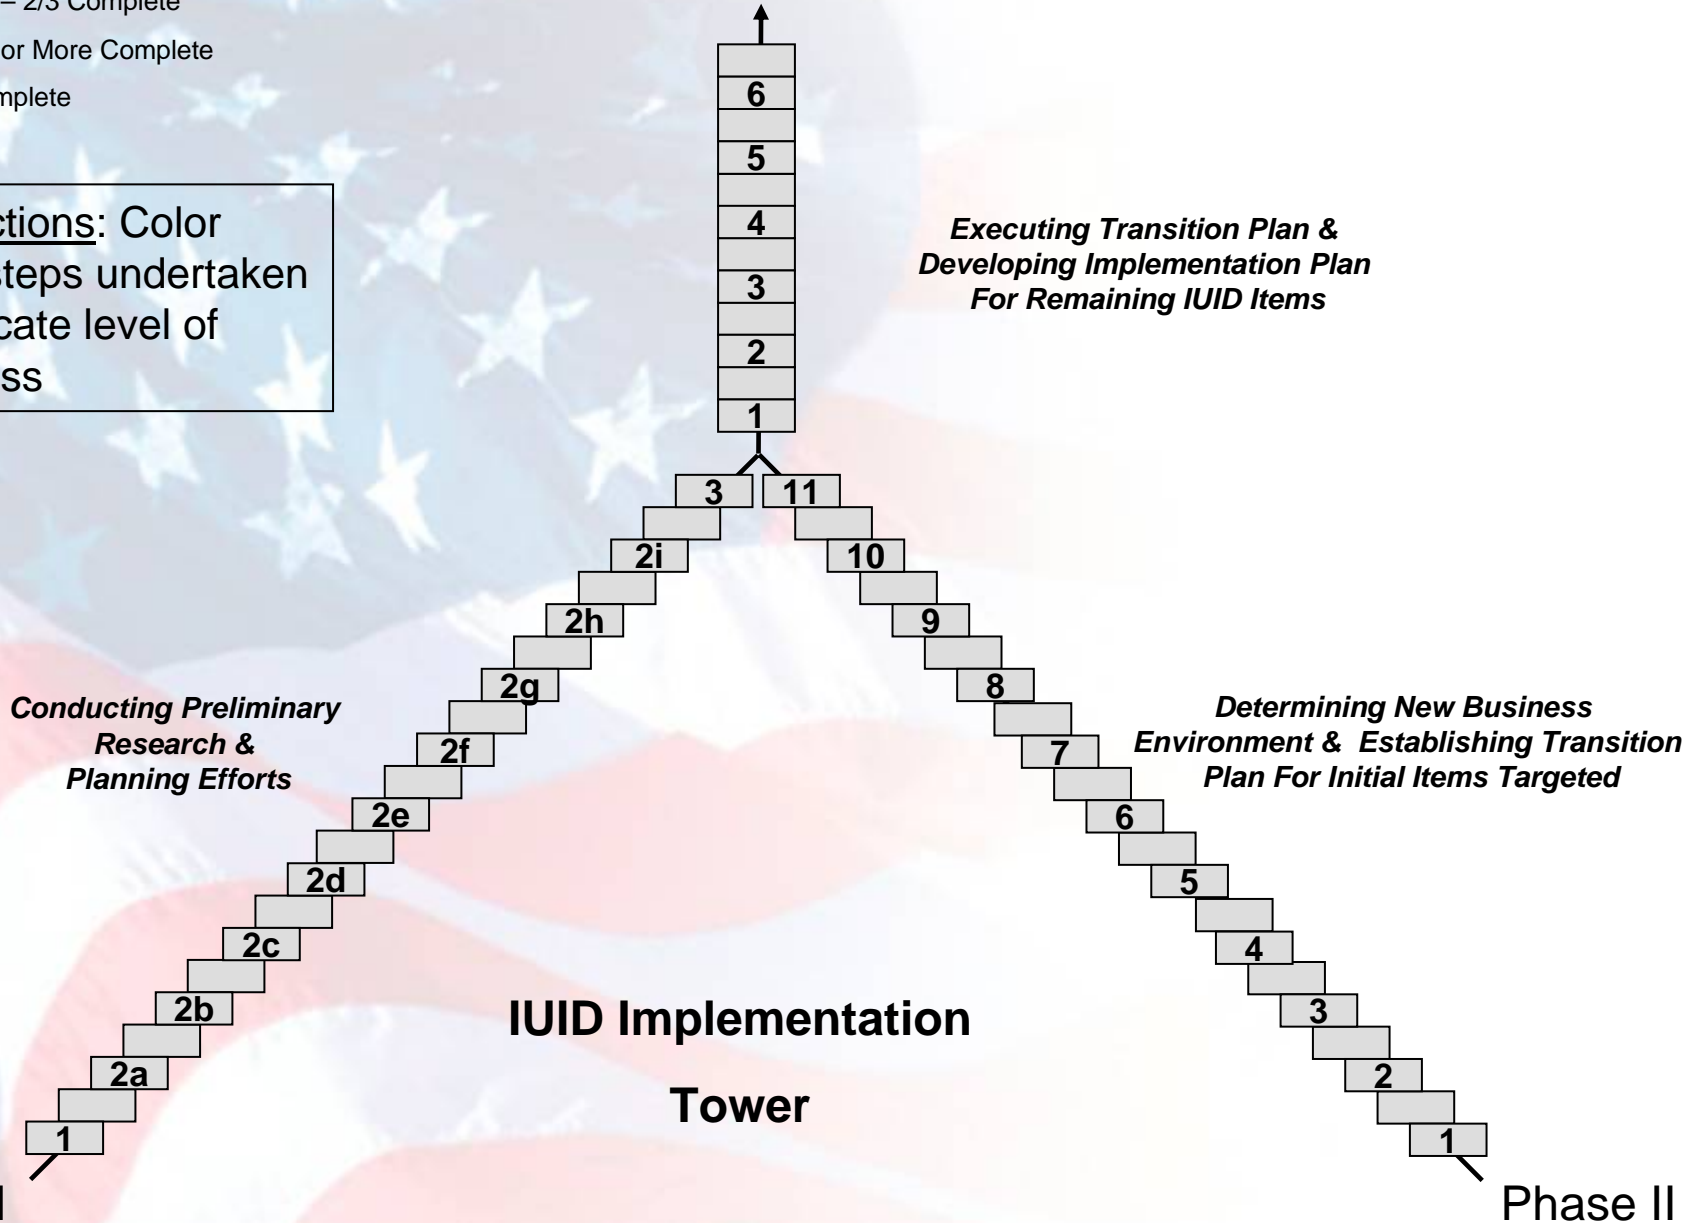 – 2/3 Complete
or More Complete
mplete
ctions: Color
steps undertaken
cate level of
ss
6
5
4
3
2
1
Executing Transition Plan &
Developing Implementation Plan
For Remaining IUID Items
3
2i
2h
2g
2f
2e
2d
2c
2b
2a
1
11
10
9
8
7
6
5
4
3
2
1
Conducting Preliminary
Research &
Planning Efforts
Determining New Business
Environment & Establishing Transition
Plan For Initial Items Targeted
IUID Implementation
Tower
I
Phase II